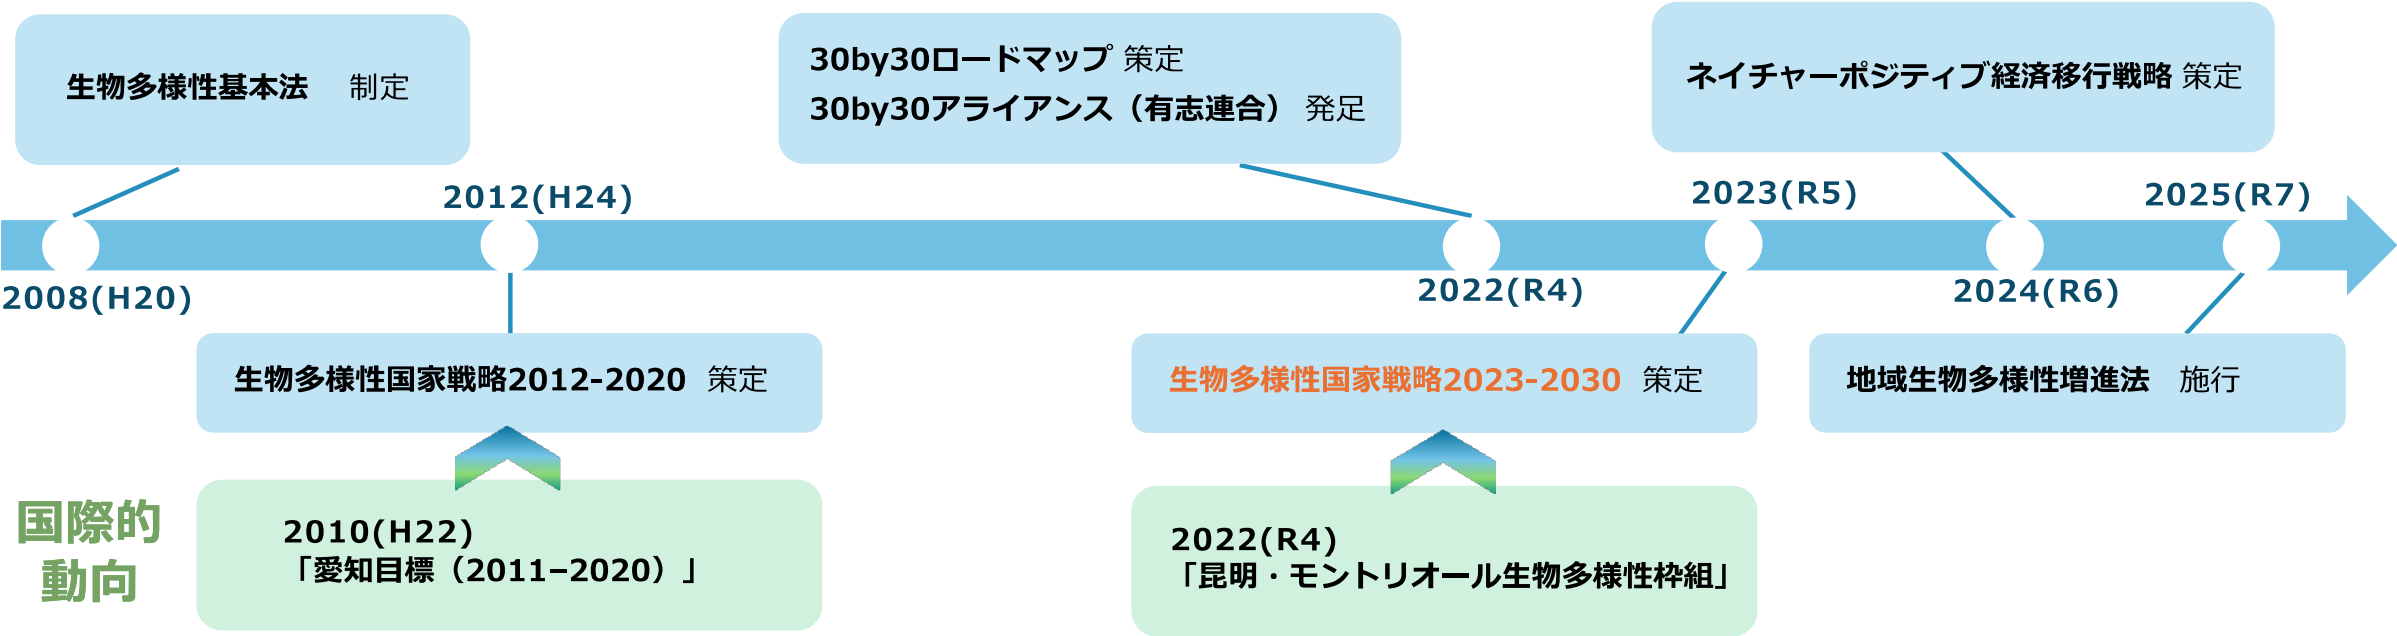 生物多様性基本法 制定
30by30ロードマップ 策定
30by30アライアンス（有志連合） 発足
ネイチャーポジティブ経済移行戦略 策定
2012(H24)
2023(R5)
2025(R7)
2008(H20)
2022(R4)
2024(R6)
生物多様性国家戦略2012-2020 策定
生物多様性国家戦略2023-2030 策定
地域生物多様性増進法 施行
国際的
動向
2010(H22)
「愛知目標（2011−2020）」
2022(R4)
「昆明・モントリオール生物多様性枠組」